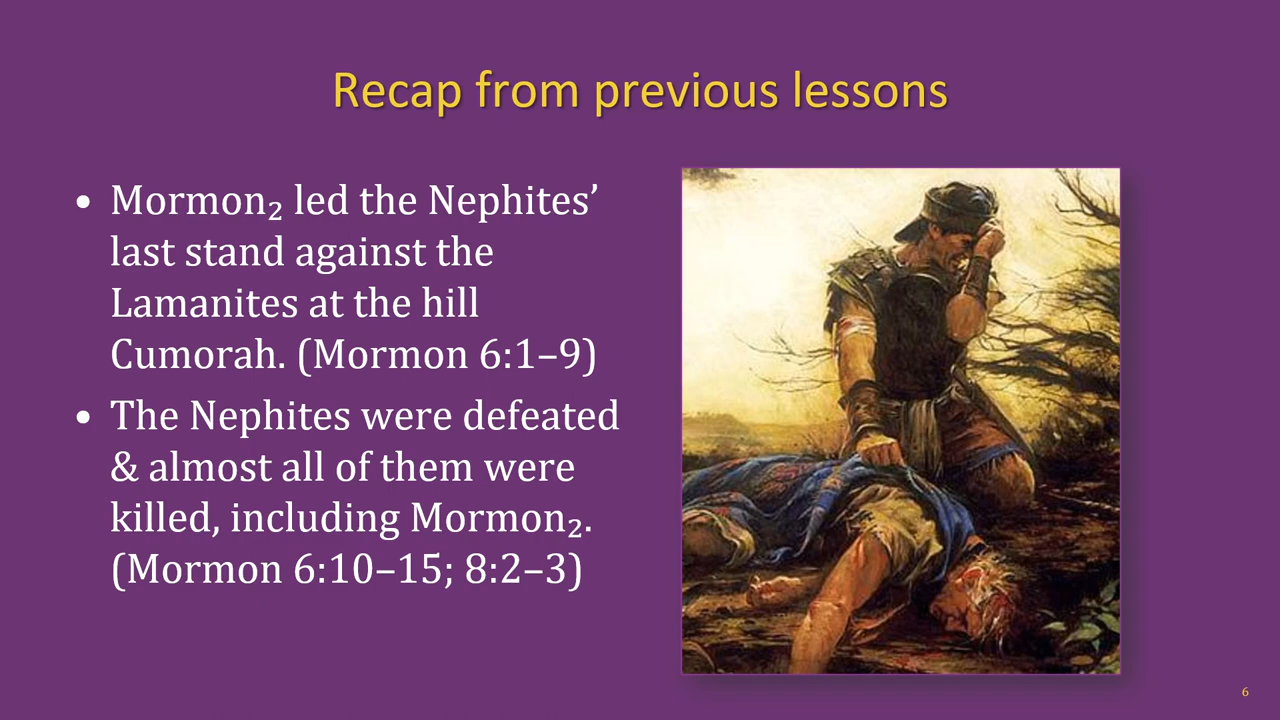 Recap from previous lessons
• Mormon₂ led the Nephites’
last stand against the
Lamanites at the hill
Cumorah. (Mormon 6:1–9)
• The Nephites were defeated
& almost all of them were
killed, including Mormon₂.
(Mormon 6:10–15; 8:2–3)
6